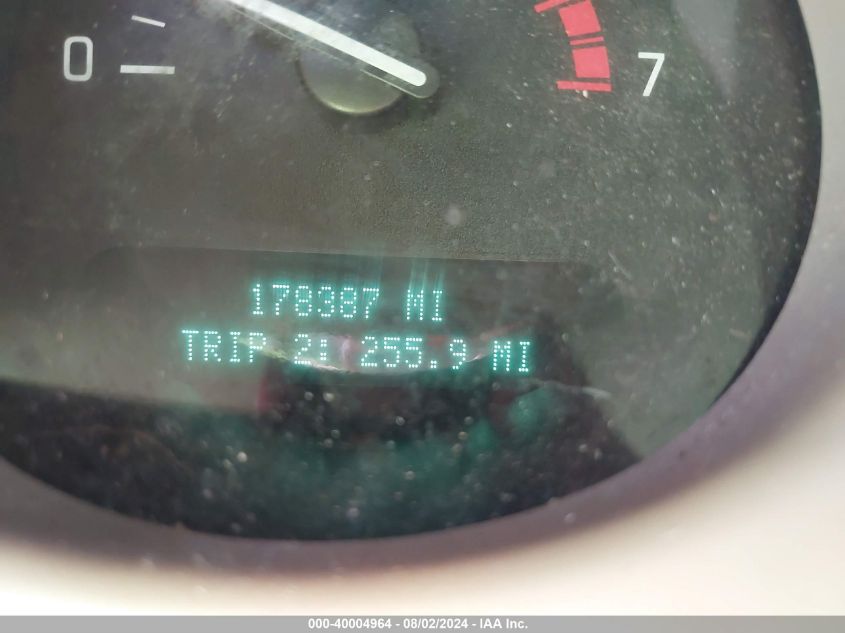 0
7
178387 MI
TRIP 2: 255.9 MI
000-40004964 - 08/02/2024 - IAA Inc.